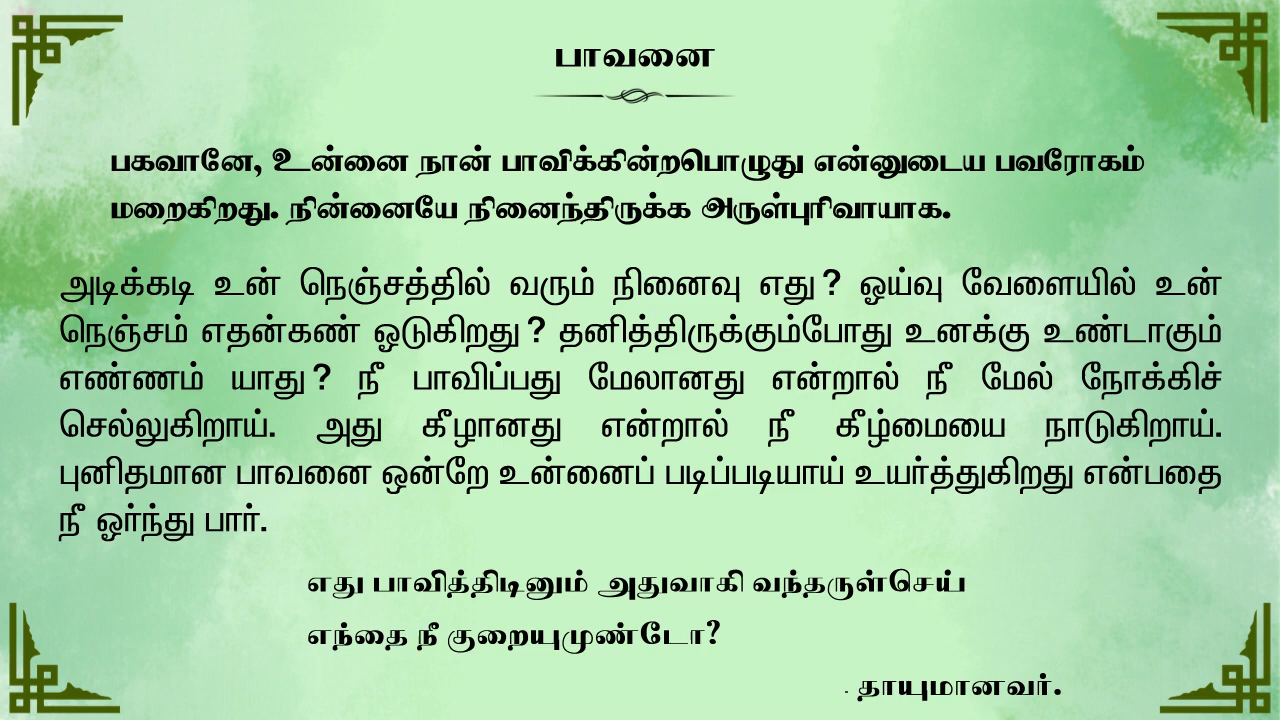 பாவனை
பகவானே, உன்னை நான் பாவிக்கின்றபொழுது என்னுடைய பவரோகம்
மறைகிறது. நின்னையே நினைந்திருக்க அருள்புரிவாயாக.
அடிக்கடி உன் நெஞ்சத்தில் வரும் நினைவு எது? ஓய்வு வேளையில் உன்
நெஞ்சம் எதன்கண் ஓடுகிறது? தனித்திருக்கும்போது உனக்கு உண்டாகும்
எண்ணம் யாது? நீ பாவிப்பது மேலானது என்றால் நீ மேல் நோக்கிச்
செல்லுகிறாய். அது கீழானது என்றால் நீ கீழ்மையை நாடுகிறாய்.
புனிதமான பாவனை ஒன்றே உன்னைப் படிப்படியாய் உயர்த்துகிறது என்பதை
நீ ஓர்ந்து பார்.
எது பாவித்திடினும் அதுவாகி வந்தருள்செய்
எந்தை நீ குறையுமுண்டோ?
- தாயுமானவர்.